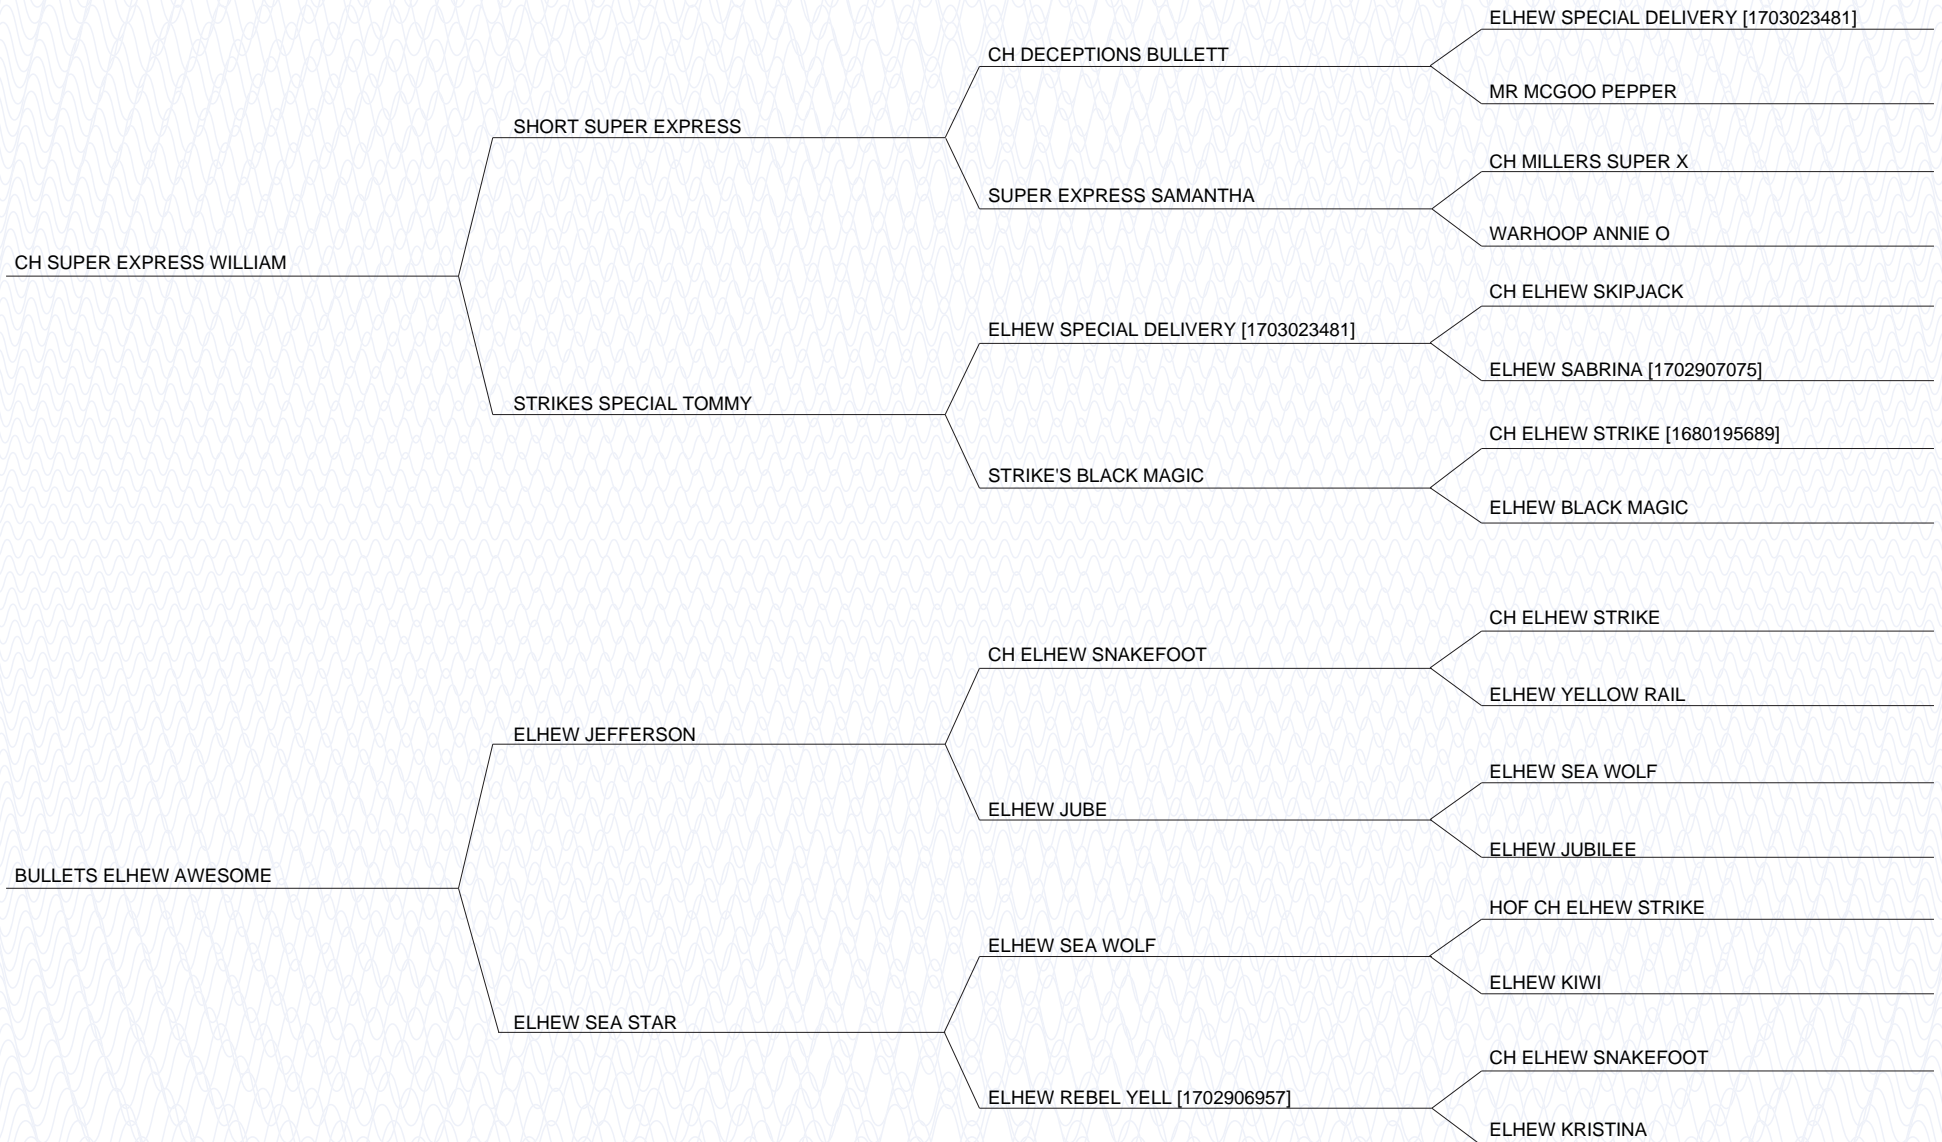 ELHEW SPECIAL DELIVERY [1703023481]
CH DECEPTIONS BULLETT
MR MCGOO PEPPER
SHORT SUPER EXPRESS
CH MILLERS SUPER X
SUPER EXPRESS SAMANTHA
WARHOOP ANNIE O
CH SUPER EXPRESS WILLIAM
CH ELHEW SKIPJACK
ELHEW SPECIAL DELIVERY [1703023481]
ELHEW SABRINA [1702907075]
STRIKES SPECIAL TOMMY
CH ELHEW STRIKE [1680195689]
STRIKE'S BLACK MAGIC
ELHEW BLACK MAGIC
CH ELHEW STRIKE
CH ELHEW SNAKEFOOT
ELHEW YELLOW RAIL
ELHEW JEFFERSON
ELHEW SEA WOLF
ELHEW JUBE
ELHEW JUBILEE
BULLETS ELHEW AWESOME
HOF CH ELHEW STRIKE
ELHEW SEA WOLF
ELHEW KIWI
ELHEW SEA STAR
CH ELHEW SNAKEFOOT
ELHEW REBEL YELL [1702906957]
ELHEW KRISTINA